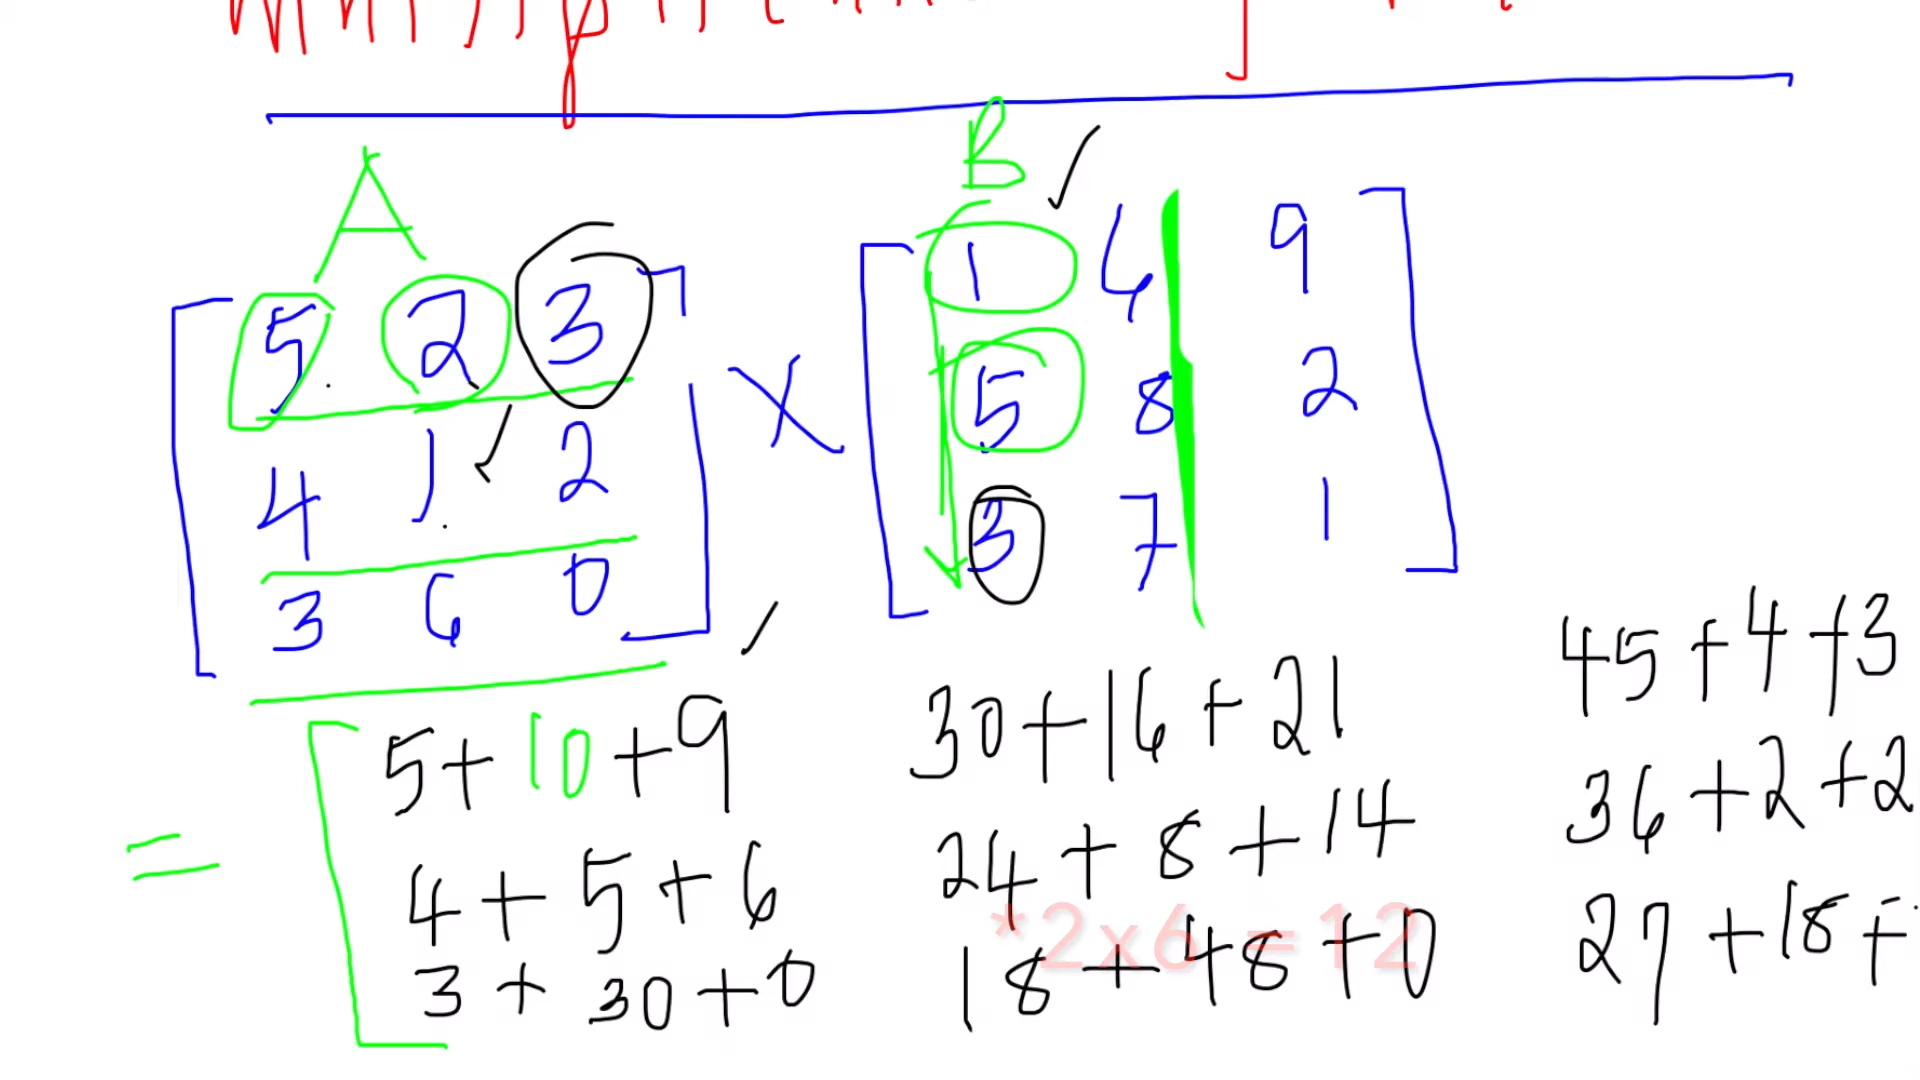 A
B
[5 2 3] × [1 6 9]
4 1 2 5 8 2
3 6 0 3 7 1
5+10+9 30+16+21 45+4+3
= 4+5+6 24+8+14 36+2+2
3+30+0 18+48+0 27+18+
*2x6 =12